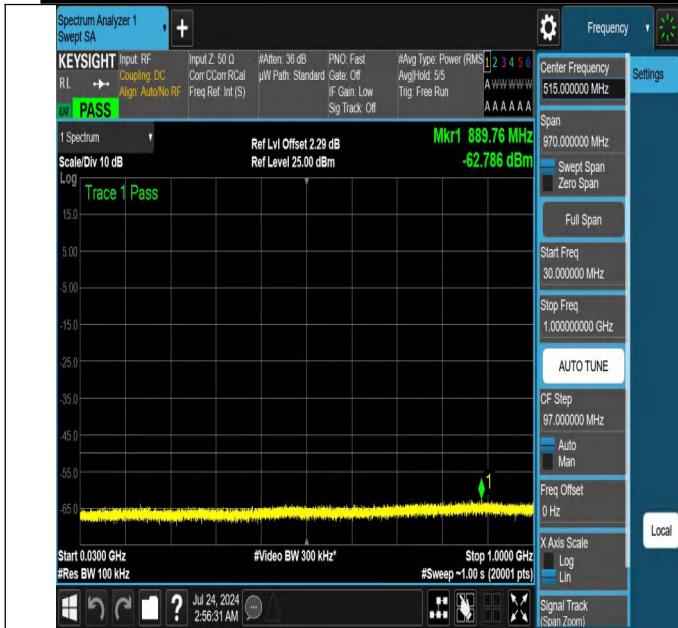 Spectrum Analyzer 1
Swept SA
+
Frequency
KEYSIGHT
RL
PASS
Input: RF
Coupling: DC
Align: Auto/No RF
Input Z: 50 Ω
Corr CCorr RCal
Freq Ref: Int (S)
#Atten: 36 dB
µW Path: Standard
PNO: Fast
Gate: Off
IF Gain: Low
Sig Track: Off
#Avg Type: Power (RMS
Avg|Hold: 5/5
Trig: Free Run
1 2 3 4 5 6
A W W W W W
A A A A A A
Center Frequency
515.000000 MHz
Settings
Span
970.000000 MHz
Swept Span
Zero Span
Full Span
Start Freq
30.000000 MHz
Stop Freq
1.000000000 GHz
AUTO TUNE
CF Step
97.000000 MHz
Auto
Man
Freq Offset
0 Hz
X Axis Scale
Log
Lin
Signal Track
(Span Zoom)
Local
1 Spectrum
Scale/Div 10 dB
Ref Lvl Offset 2.29 dB
Ref Level 25.00 dBm
Mkr1 889.76 MHz
-62.786 dBm
Log
Trace 1 Pass
15.0
5.00
-5.00
-15.0
-25.0
-35.0
-45.0
-55.0
-65.0
1
Start 0.0300 GHz
#Res BW 100 kHz
#Video BW 300 kHz*
Stop 1.0000 GHz
#Sweep ~1.00 s (20001 pts)
?
Jul 24, 2024
2:56:31 AM